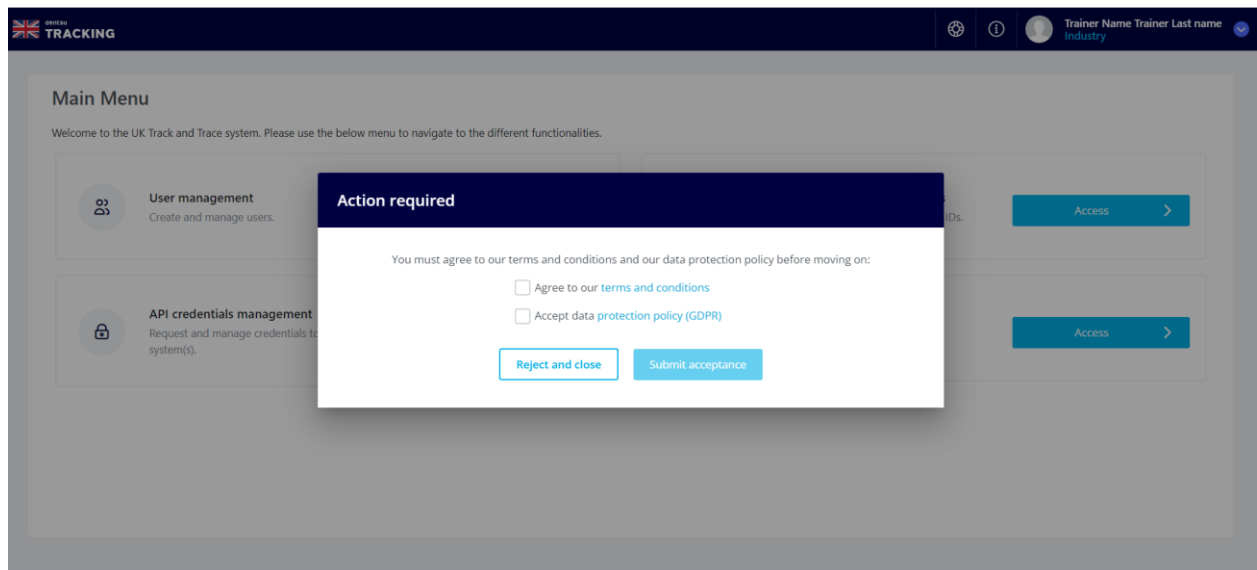 dentsu
TRACKING
Trainer Name Trainer Last name
Industry
Main Menu
Welcome to the UK Track and Trace system. Please use the below menu to navigate to the different functionalities.
User management
Create and manage users.
IDs.
Access
API credentials management
Request and manage credentials to
system(s).
Access
Action required
You must agree to our terms and conditions and our data protection policy before moving on:
Agree to our terms and conditions
Accept data protection policy (GDPR)
Reject and close
Submit acceptance